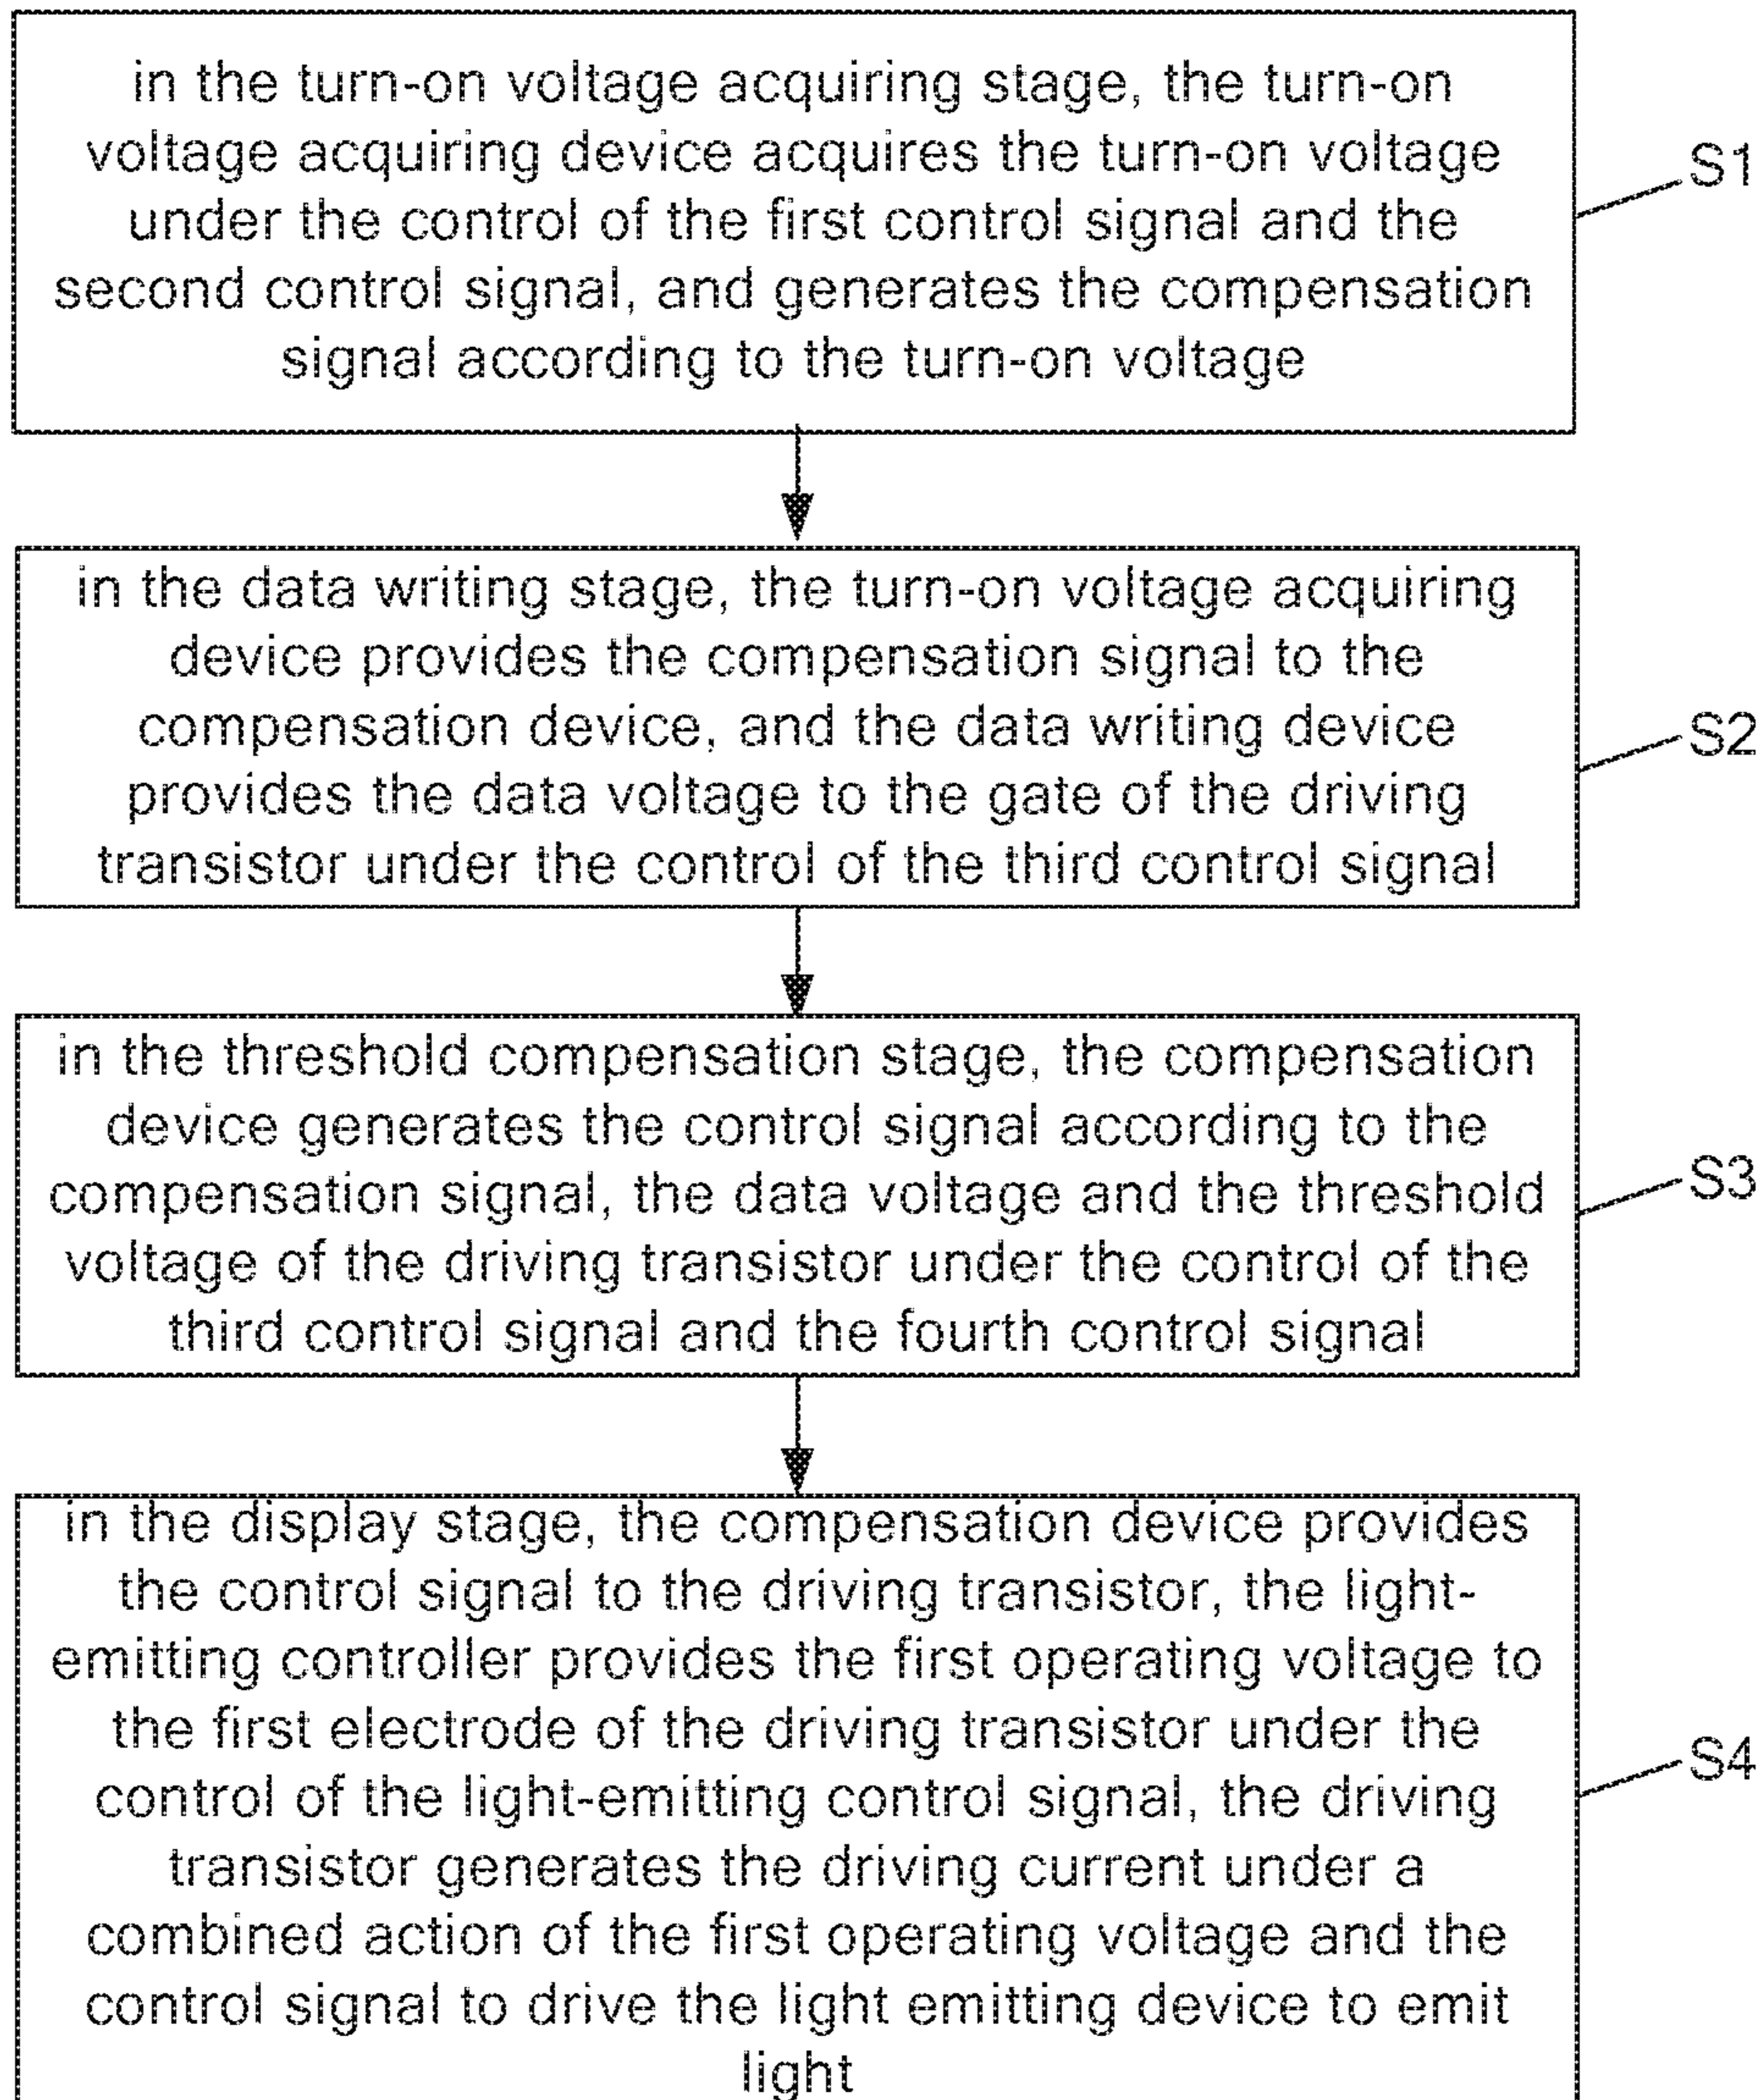 in the turn-on voltage acquiring stage, the turn-on
voltage acquiring device acquires the turn-on voltage
under the control of the first control signal and the
second control signal, and generates the compensation
signal according to the turn-on voltage
S1
in the data writing stage, the turn-on voltage acquiring
device provides the compensation signal to the
compensation device, and the data writing device
provides the data voltage to the gate of the driving
transistor under the control of the third control signal
S2
in the threshold compensation stage, the compensation
device generates the control signal according to the
compensation signal, the data voltage and the threshold
voltage of the driving transistor under the control of the
third control signal and the fourth control signal
S3
in the display stage, the compensation device provides
the control signal to the driving transistor, the light-
emitting controller provides the first operating voltage to
the first electrode of the driving transistor under the
control of the light-emitting control signal, the driving
transistor generates the driving current under a
combined action of the first operating voltage and the
control signal to drive the light emitting device to emit
light
S4